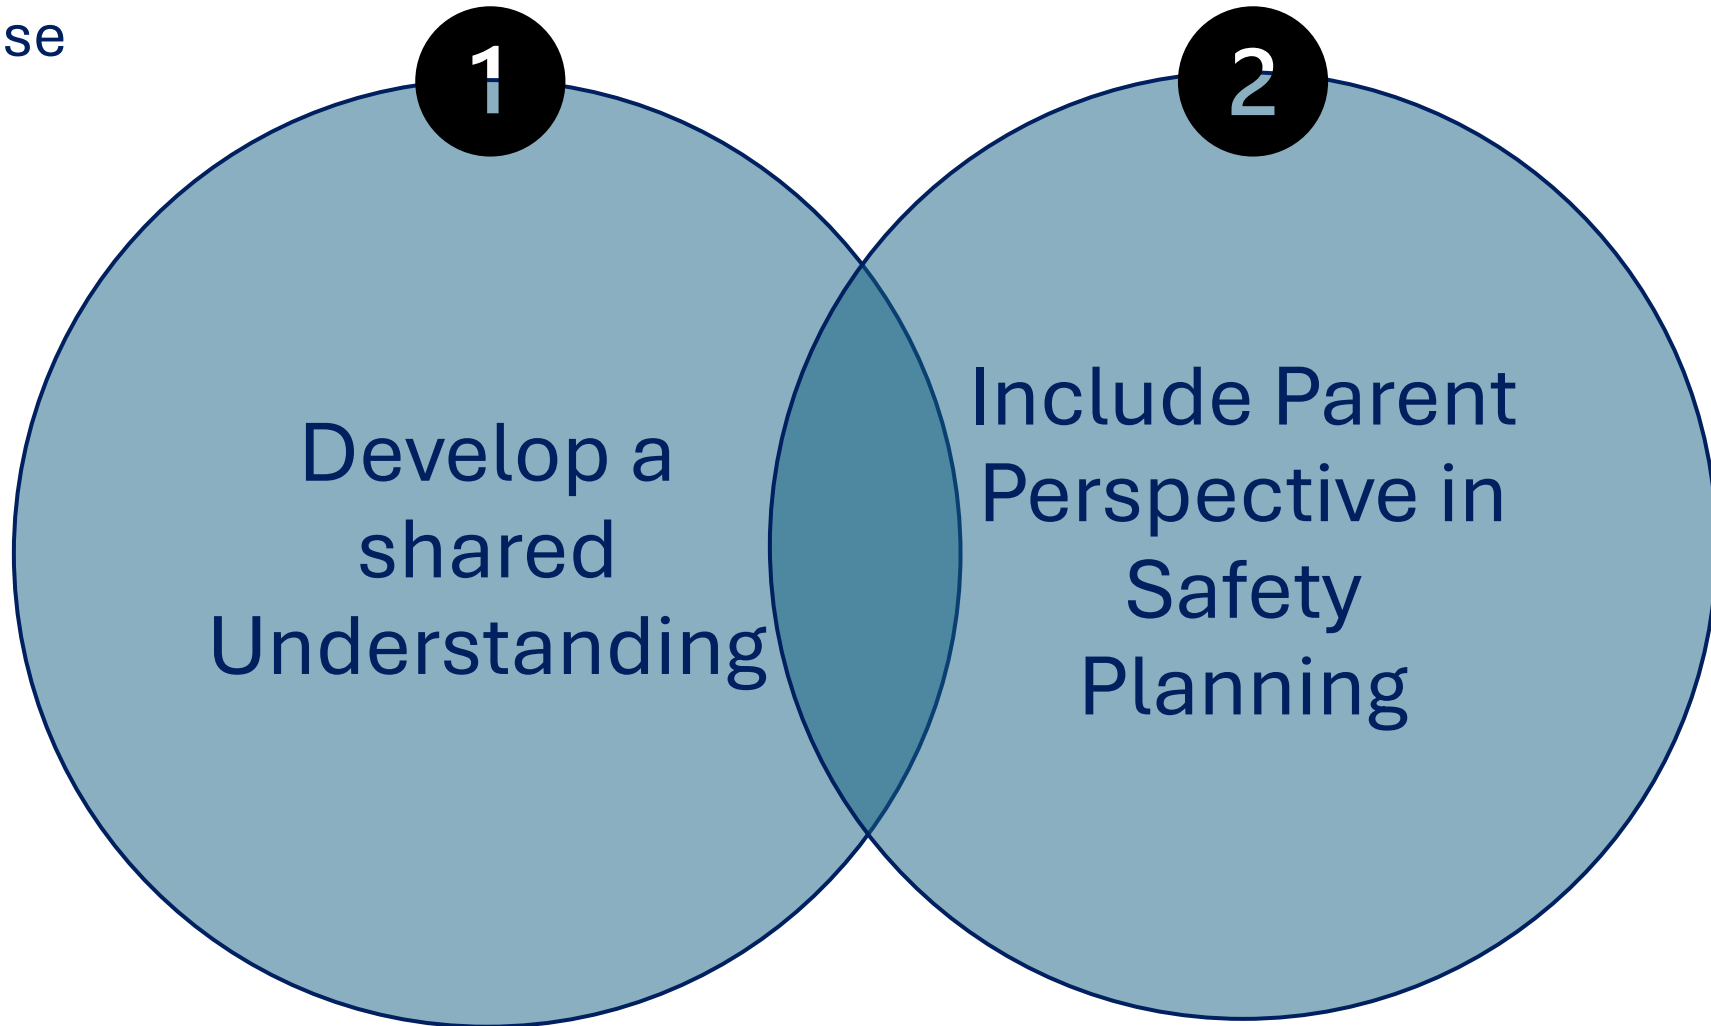 se
1
2
Develop a
shared
Understanding
Include Parent
Perspective in
Safety
Planning